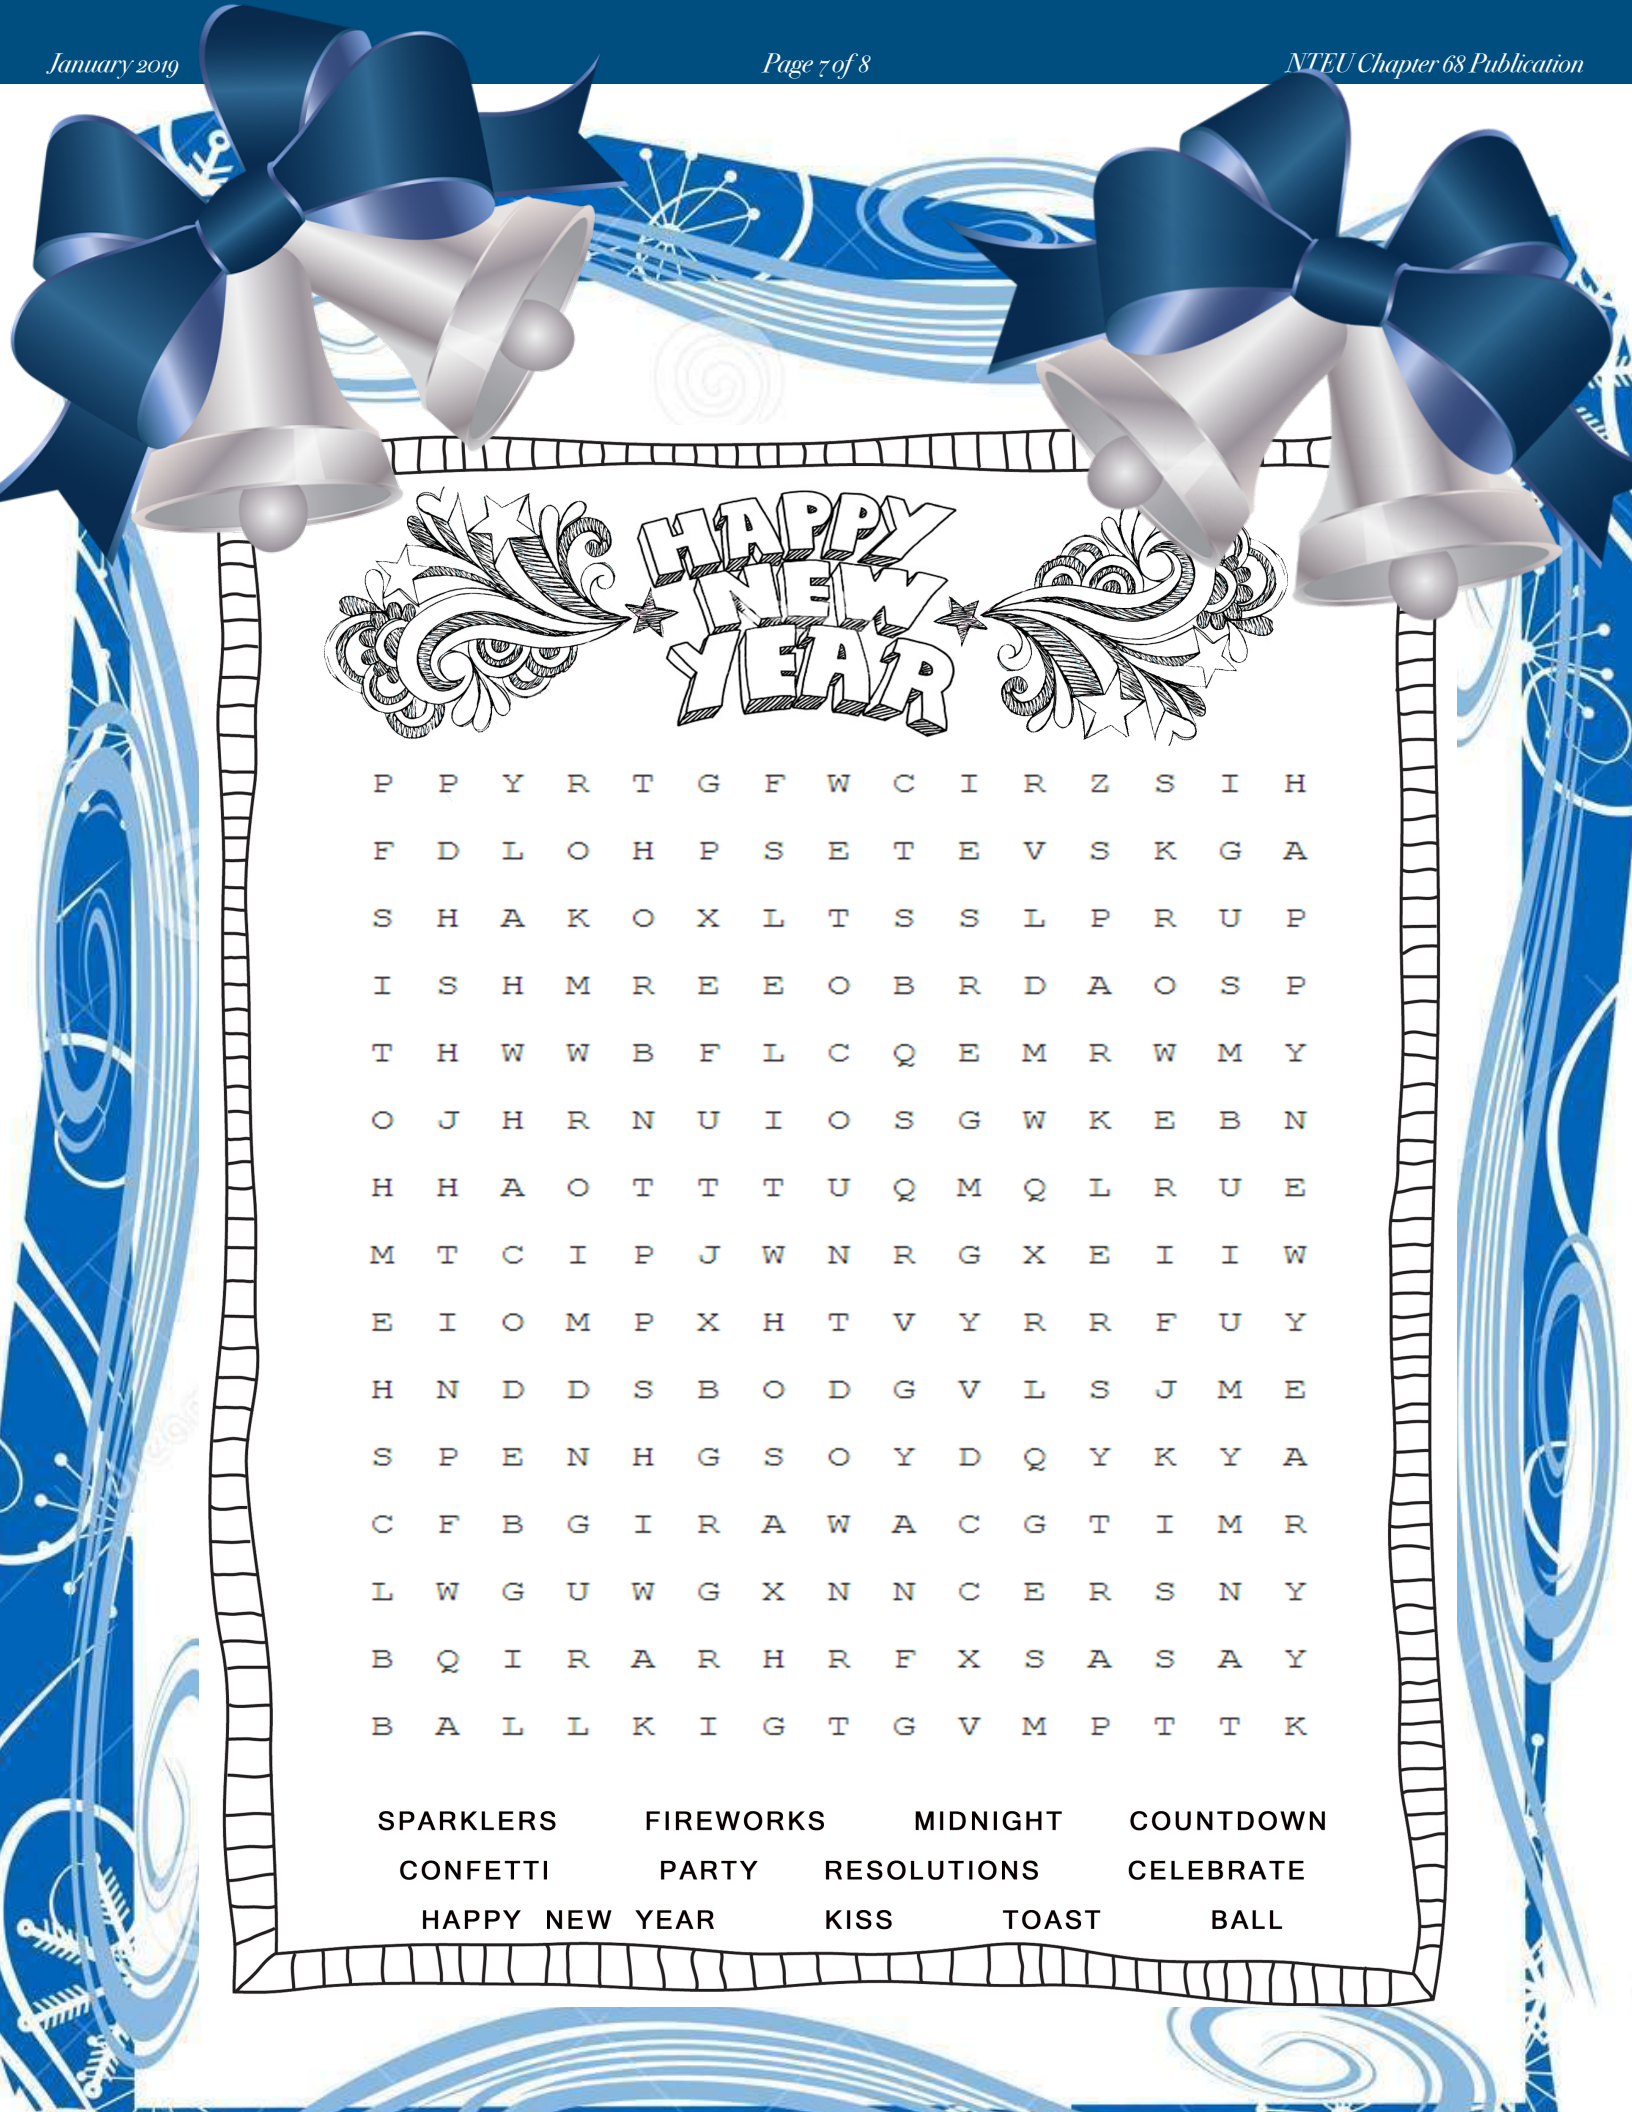 January 2019 Page 7 of 8 NTEU Chapter 68 Publication
HAPPY
NEW
YEAR
P P Y R T G F W C I R Z S I H
F D L O H P S E T E V S K G A
S H A K O X L T S S L P R U P
I S H M R E E O B R D A O S P
T H W W B F L C Q E M R W M Y
O J H R N U I O S G W K E B N
H H A O T T T U Q M Q L R U E
M T C I P J W N R G X E I I W
E I O M P X H T V Y R R F U Y
H N D D S B O D G V L S J M E
S P E N H G S O Y D Q Y K Y A
C F B G I R A W A C G T I M R
L W G U W G X N N C E R S N Y
B Q I R A R H R F X S A S A Y
B A L L K I G T G V M P T T K
SPARKLERS FIREWORKS MIDNIGHT COUNTDOWN
CONFETTI PARTY RESOLUTIONS CELEBRATE
HAPPY NEW YEAR KISS TOAST BALL